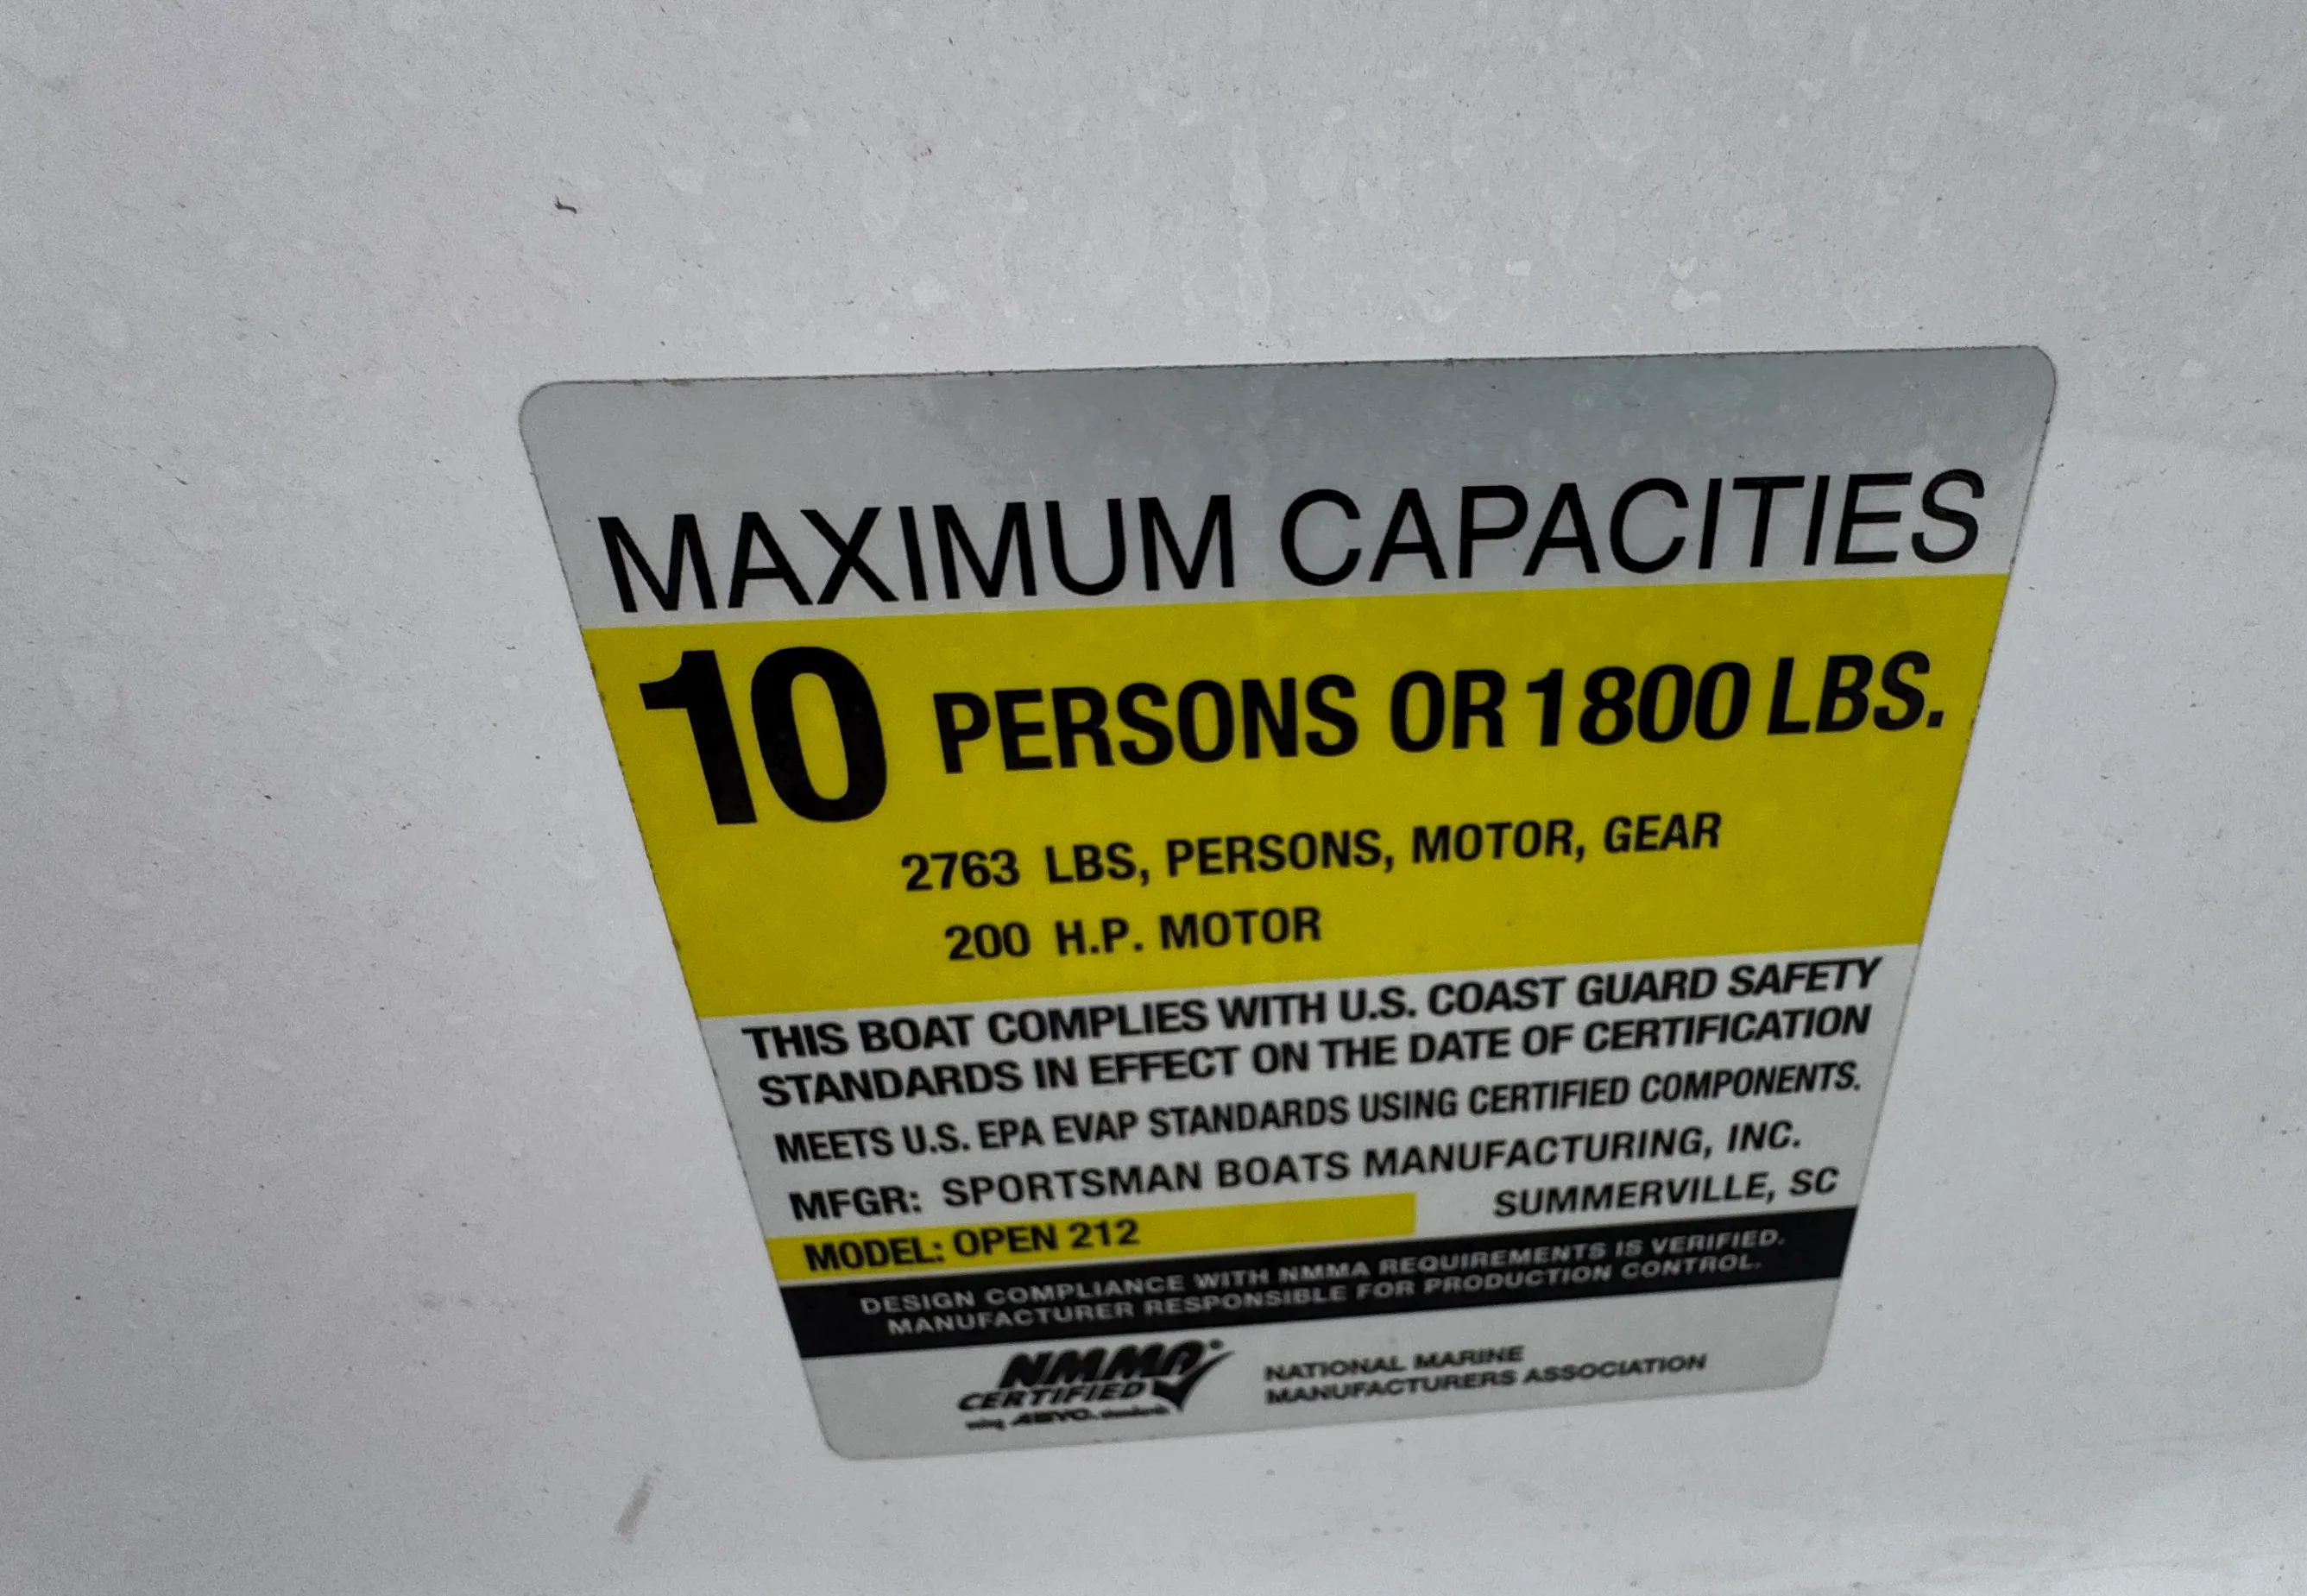 MAXIMUM CAPACITIES
10 PERSONS OR 1800 LBS.
2763 LBS, PERSONS, MOTOR, GEAR
200 H.P. MOTOR
THIS BOAT COMPLIES WITH U.S. COAST GUARD SAFETY
STANDARDS IN EFFECT ON THE DATE OF CERTIFICATION
MEETS U.S. EPA EVAP STANDARDS USING CERTIFIED COMPONENTS.
MFGR: SPORTSMAN BOATS MANUFACTURING, INC.
SUMMERVILLE, SC
MODEL: OPEN 212
DESIGN COMPLIANCE WITH NMMA REQUIREMENTS IS VERIFIED.
MANUFACTURER RESPONSIBLE FOR PRODUCTION CONTROL.
NMMA®
CERTIFIED
using ABYC. standards
NATIONAL MARINE
MANUFACTURERS ASSOCIATION